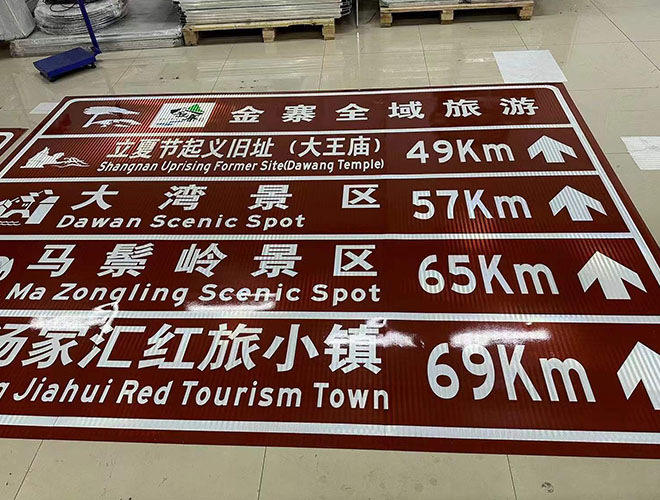 金寨全域旅游
立夏节起义旧址（大王庙） 49Km
Shangnan Uprising Former Site(Dawang Temple)
大湾景区 57Km
Dawan Scenic Spot
马鬃岭景区 65Km
Ma Zongling Scenic Spot
汤家汇红旅小镇 69Km
Jiahui Red Tourism Town